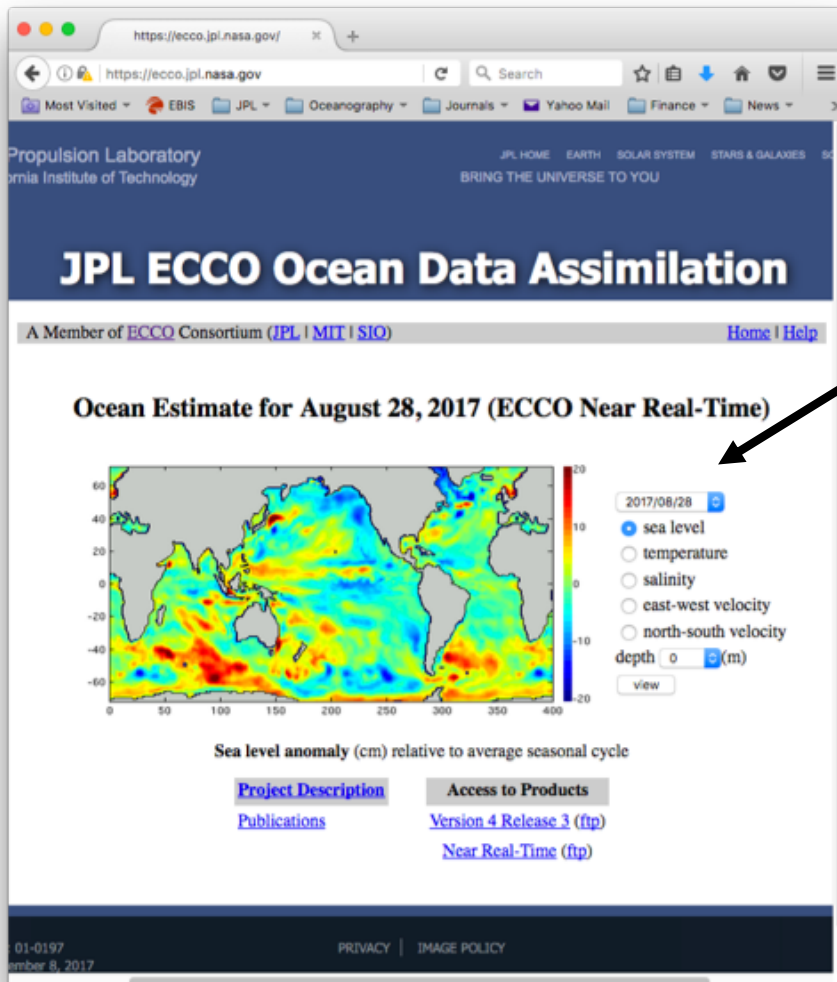 https://ecco.jpl.nasa.gov/
https://ecco.jpl.nasa.gov
Search
Most Visited
EBIS
JPL
Oceanography
Journals
Yahoo Mail
Finance
News
Propulsion Laboratory
JPL HOME EARTH SOLAR SYSTEM STARS & GALAXIES
ornia Institute of Technology
BRING THE UNIVERSE TO YOU
JPL ECCO Ocean Data Assimilation
A Member of ECCO Consortium (JPL | MIT | SIO)
Home | Help
Ocean Estimate for August 28, 2017 (ECCO Near Real-Time)
60
40
20
0
-20
-40
-60
0 50 100 150 200 250 300 350 400
20
10
0
-10
-20
2017/08/28
sea level
temperature
salinity
east-west velocity
north-south velocity
depth 0 (m)
view
Sea level anomaly (cm) relative to average seasonal cycle
Project Description
Access to Products
Publications
Version 4 Release 3 (ftp)
Near Real-Time (ftp)
: 01-0197
PRIVACY | IMAGE POLICY
ember 8, 2017